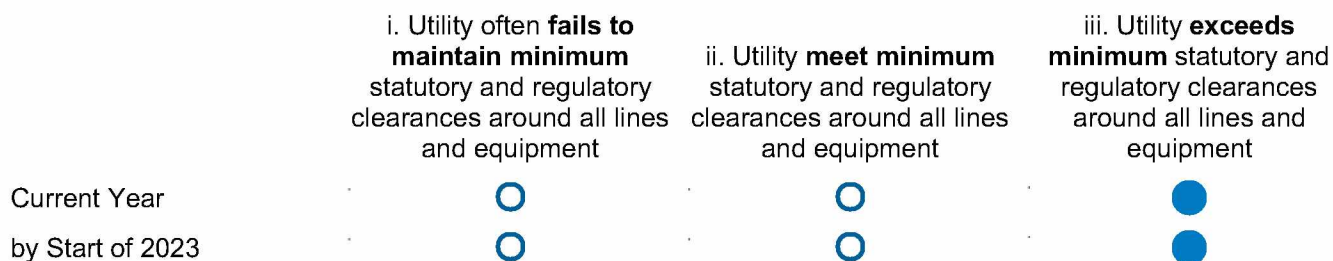 i. Utility often fails to
maintain minimum
statutory and regulatory
clearances around all lines
and equipment
ii. Utility meet minimum
statutory and regulatory
clearances around all lines
and equipment
iii. Utility exceeds
minimum statutory and
regulatory clearances
around all lines and
equipment
Current Year
by Start of 2023